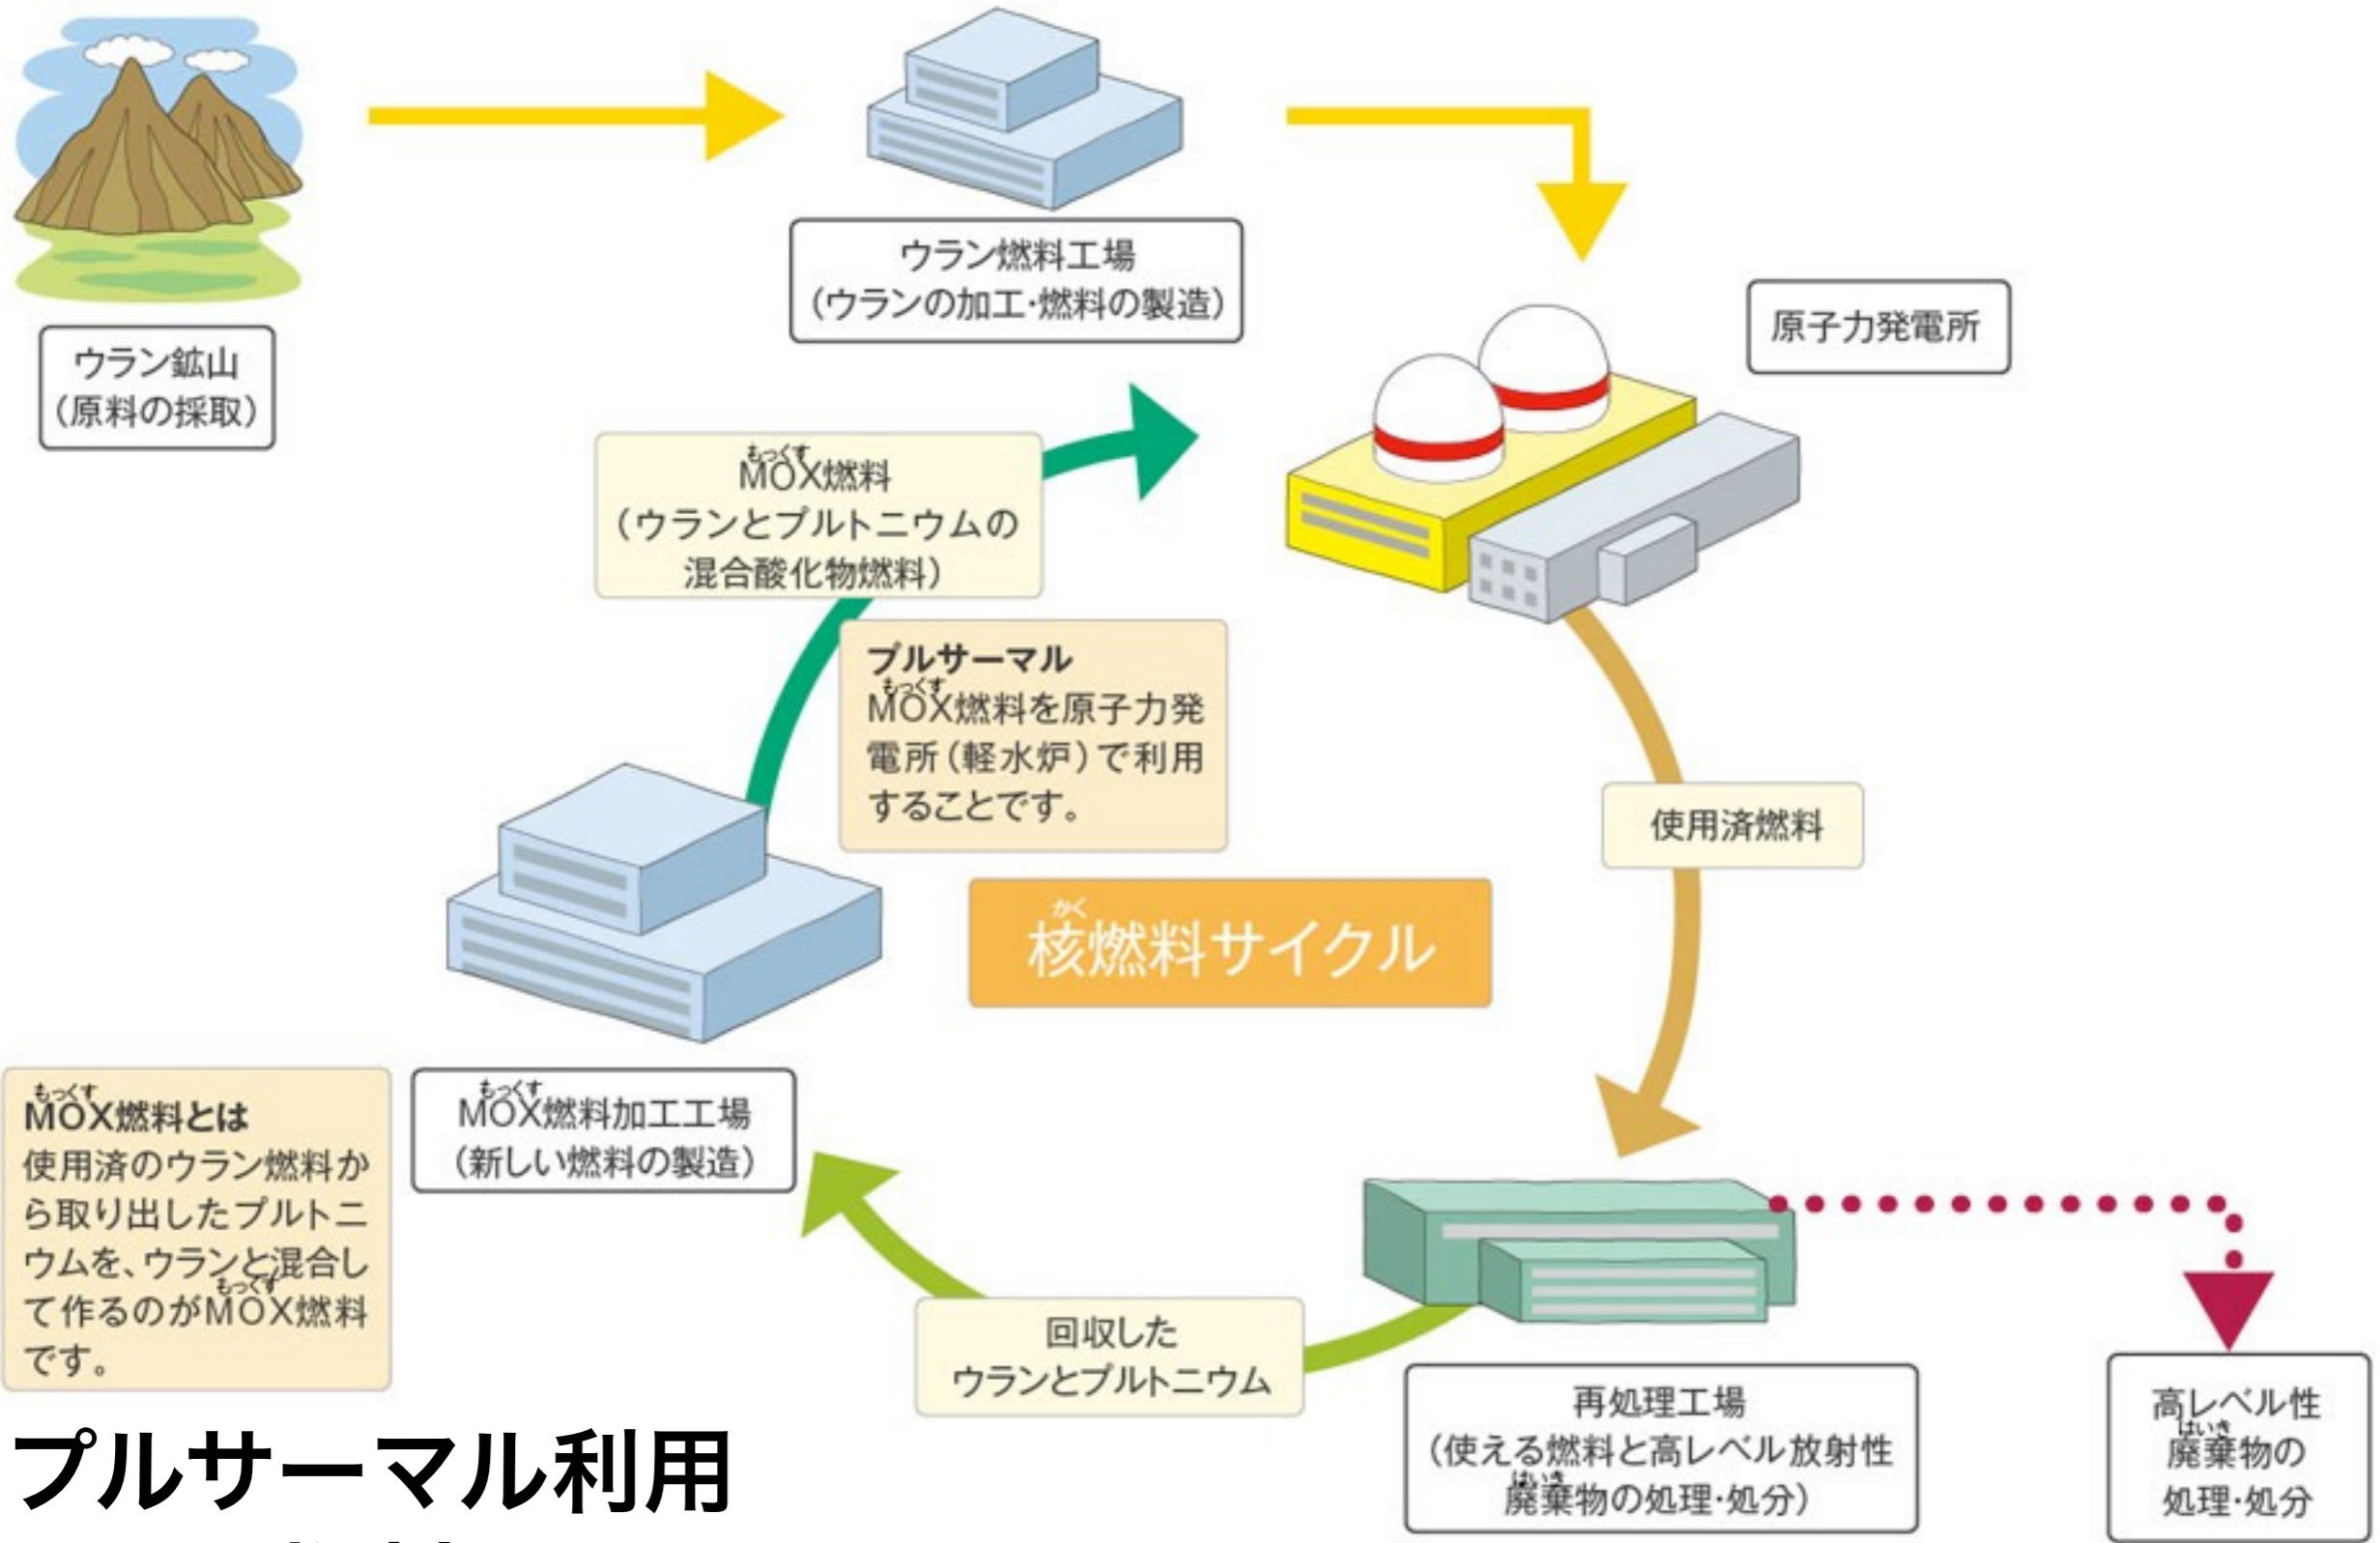 ウラン燃料工場
（ウランの加工・燃料の製造）
原子力発電所
ウラン鉱山
（原料の採取）
もっくす
MOX燃料
（ウランとプルトニウムの
混合酸化物燃料）
プルサーマル
もっくす
MOX燃料を原子力発
電所（軽水炉）で利用
することです。
使用済燃料
かく
核燃料サイクル
もっくす
MOX燃料とは
使用済のウラン燃料か
ら取り出したプルトニ
ウムを、ウランと混合し
もっくす
て作るのがMOX燃料
です。
もっくす
MOX燃料加工工場
（新しい燃料の製造）
回収した
ウランとプルトニウム
再処理工場
（使える燃料と高レベル放射性
はいき
廃棄物の処理・処分）
高レベル性
はいき
廃棄物の
処理・処分
プルサーマル利用